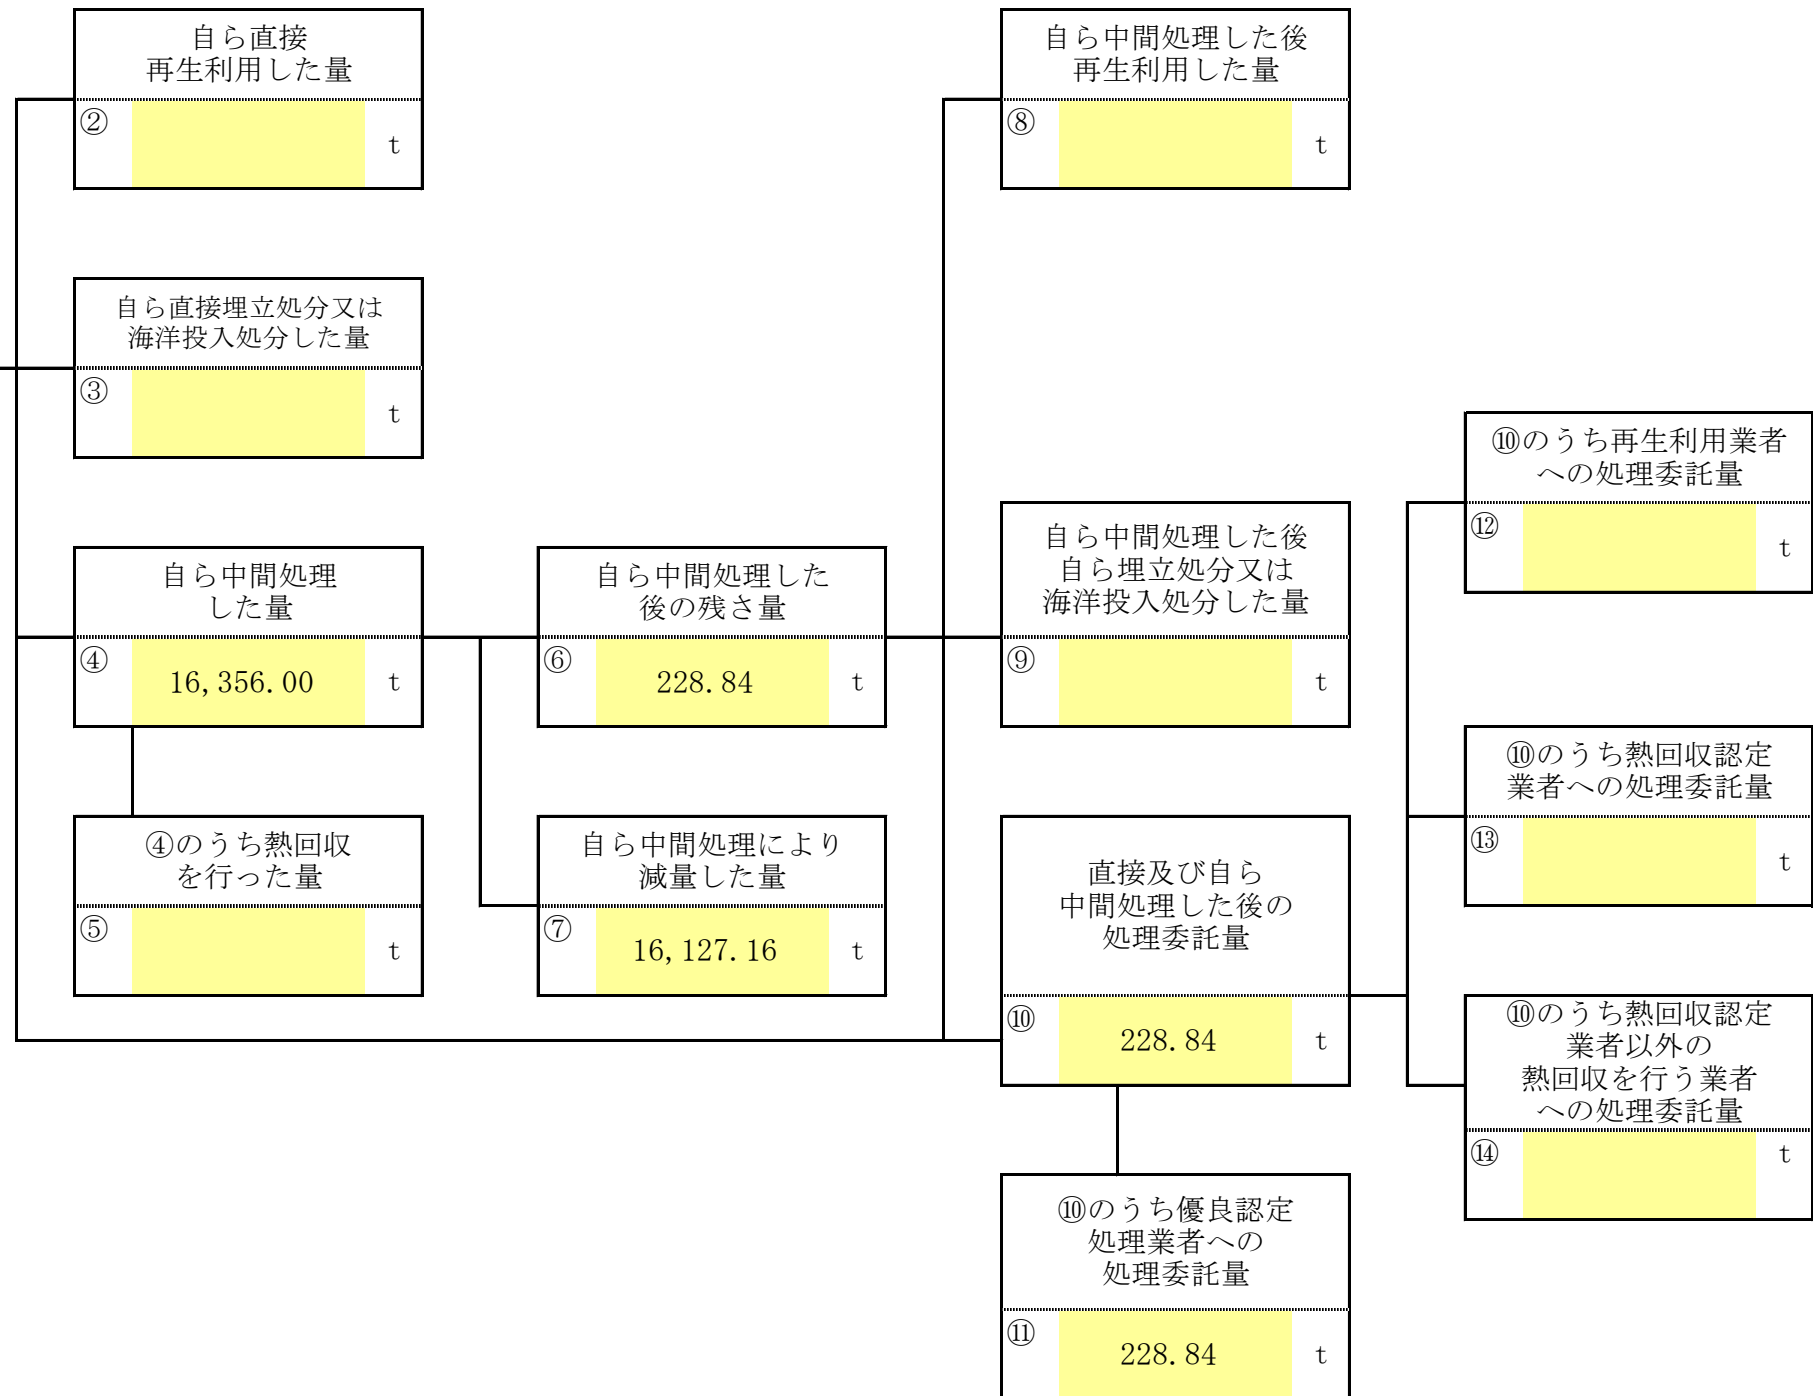 自ら直接
再生利用した量
②
t
自ら中間処理した後
再生利用した量
⑧
t
自ら直接埋立処分又は
海洋投入処分した量
③
t
⑩のうち再生利用業者
への処理委託量
⑫
t
自ら中間処理
した量
④
16,356.00
t
自ら中間処理した
後の残さ量
⑥
228.84
t
自ら中間処理した後
自ら埋立処分又は
海洋投入処分した量
⑨
t
⑩のうち熱回収認定
業者への処理委託量
⑬
t
④のうち熱回収
を行った量
⑤
t
自ら中間処理により
減量した量
⑦
16,127.16
t
直接及び自ら
中間処理した後の
処理委託量
⑩
228.84
t
⑩のうち熱回収認定
業者以外の
熱回収を行う業者
への処理委託量
⑭
t
⑩のうち優良認定
処理業者への
処理委託量
⑪
228.84
t